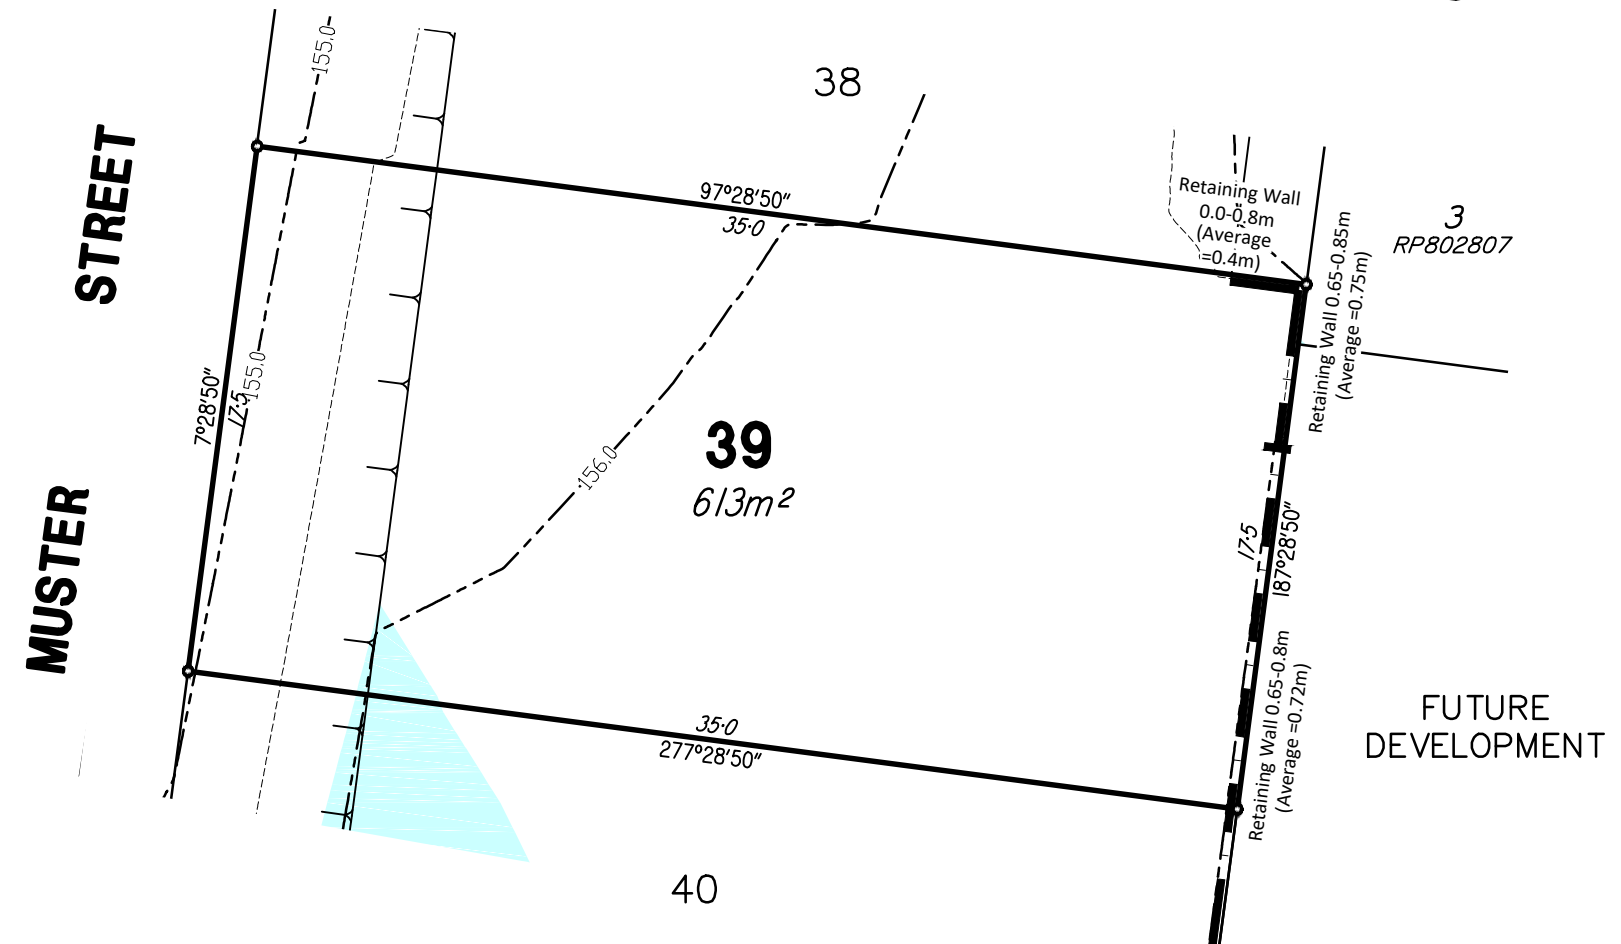 155.0
38
STREET
97°28'50"
35·0
Retaining Wall
0.0-0.8m
(Average
=0.4m)
3
RP802807
Retaining Wall 0.65-0.85m
(Average =0.75m)
7°28'50"
17·5
155.0
39
613m²
156.0
17·5
187°28'50"
MUSTER
Retaining Wall 0.65-0.8m
(Average =0.72m)
35·0
277°28'50"
FUTURE
DEVELOPMENT
40